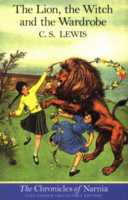 The Lion, the Witch
and the Wardrobe
C. S. LEWIS
The Chronicles of Narnia